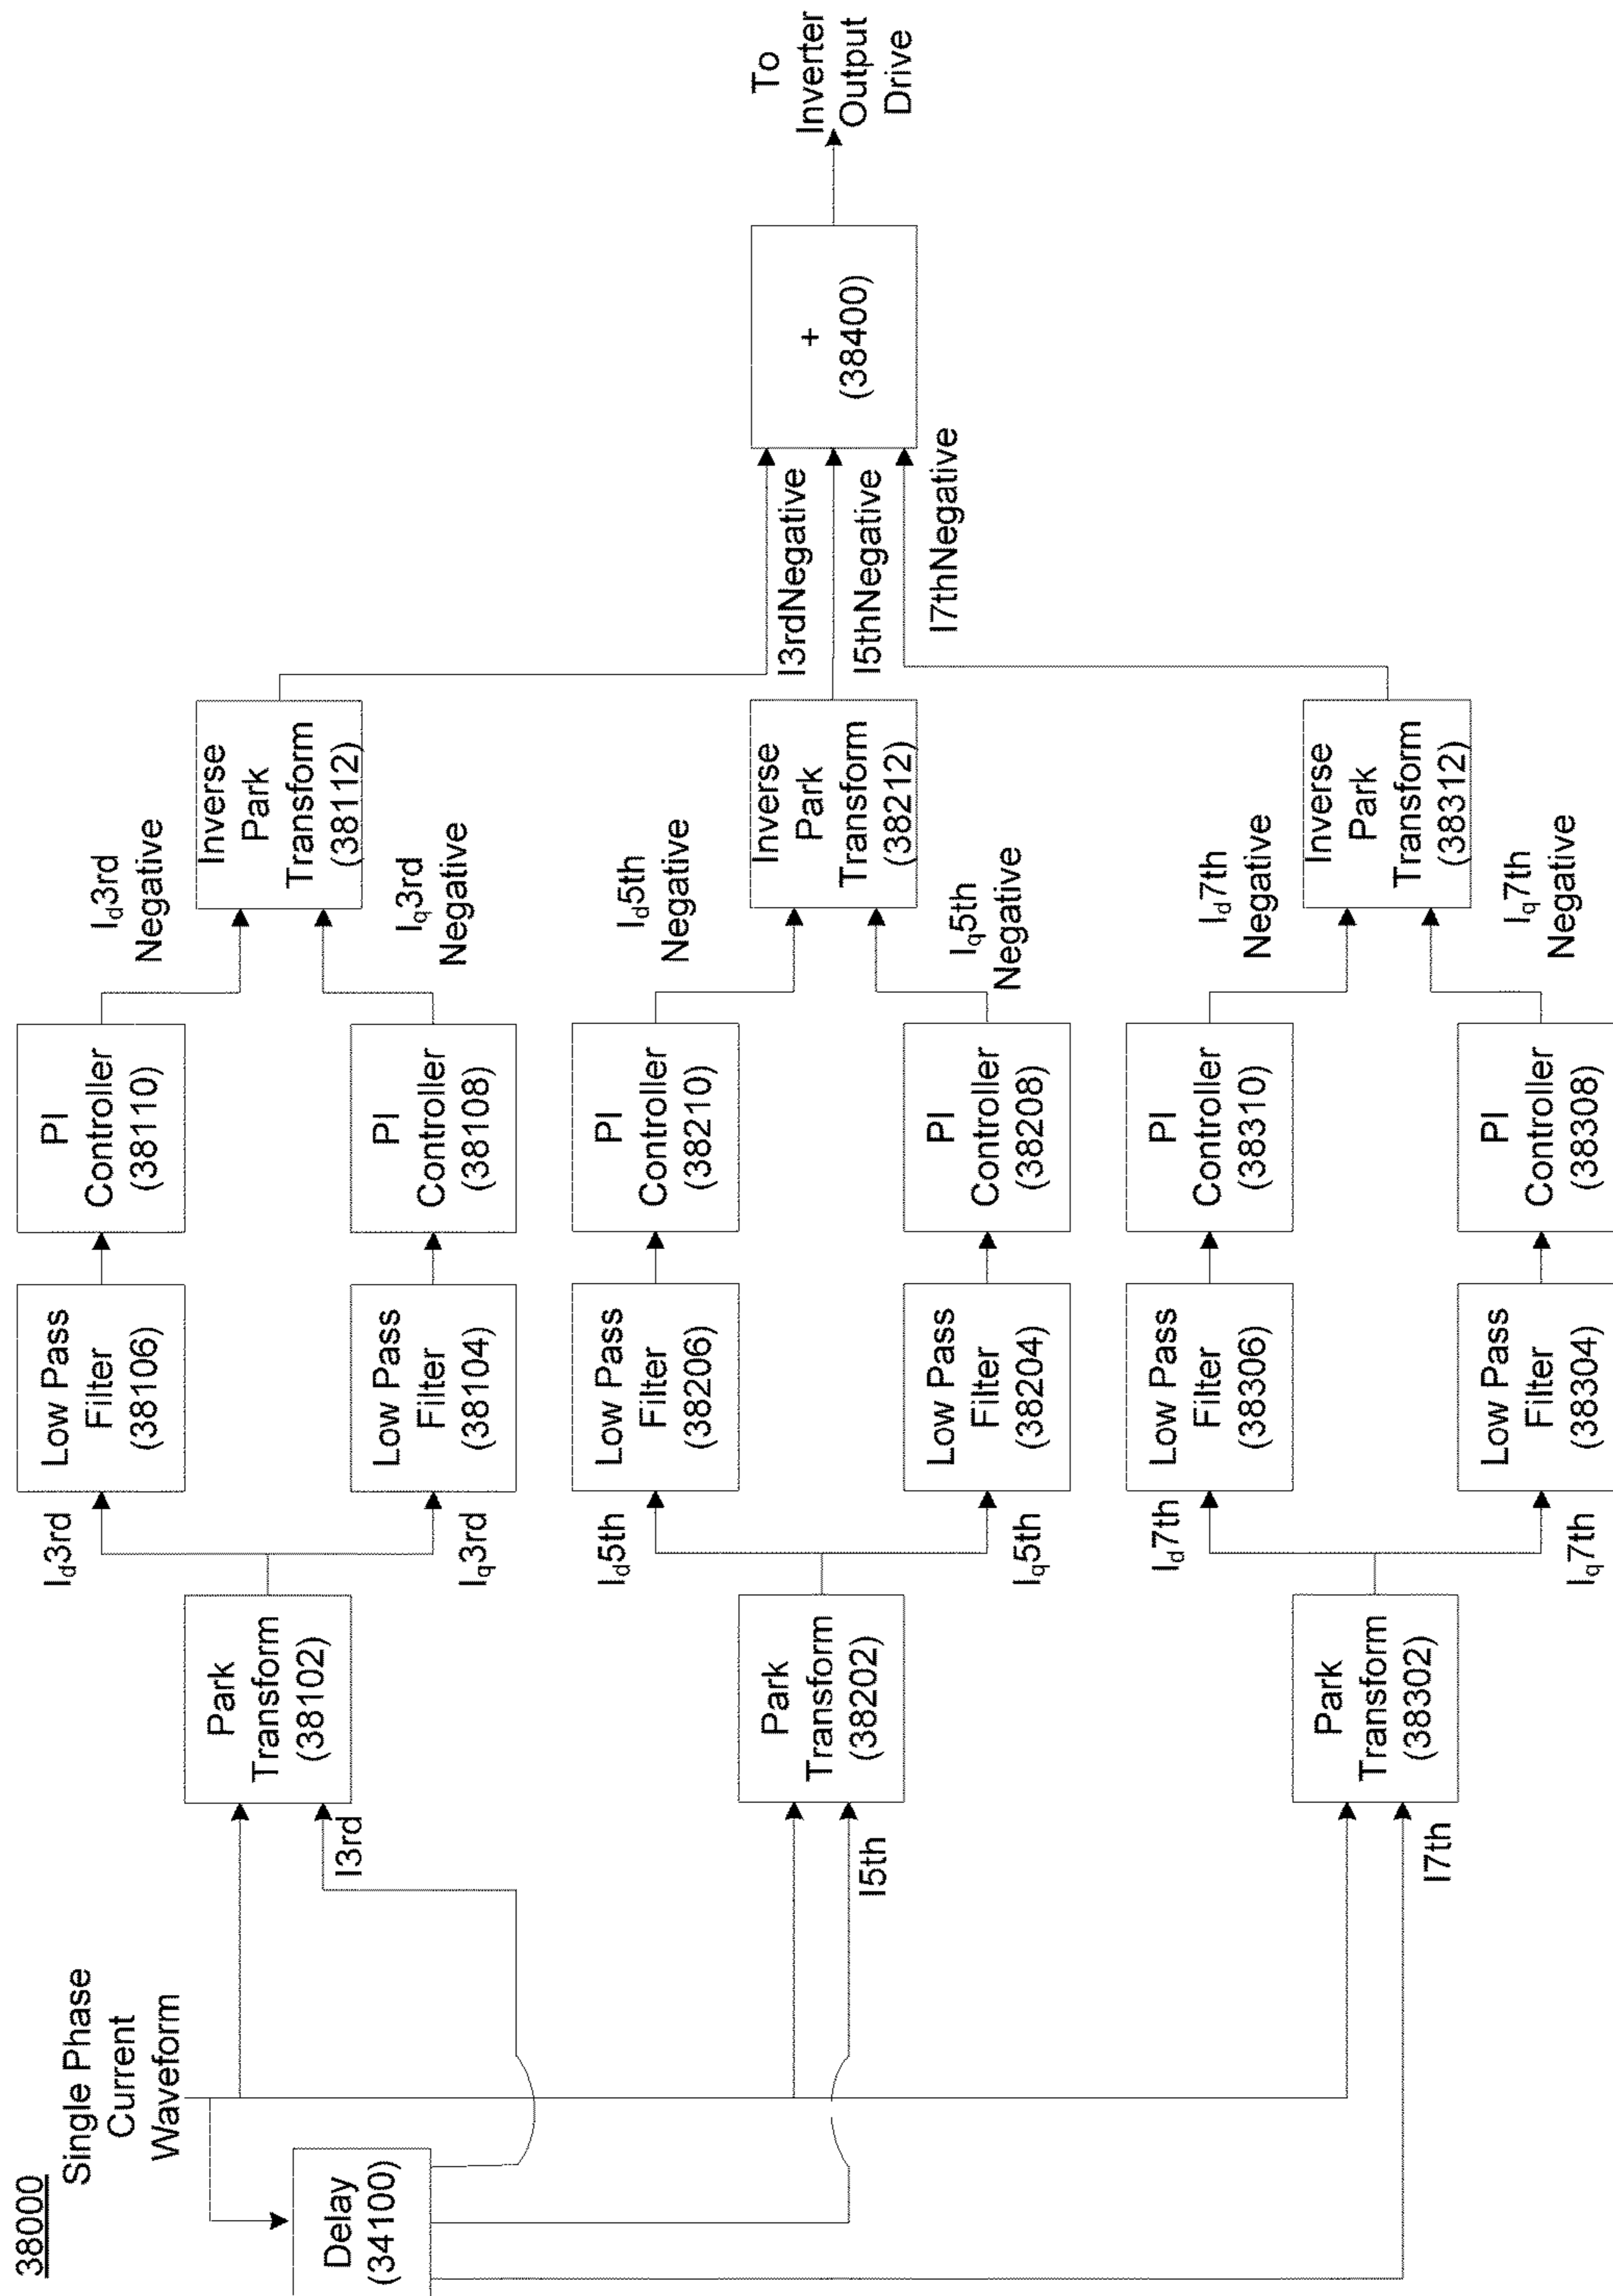 38000
Single Phase
Current
Waveform
Delay
(34100)
I3rd
I5th
I7th
Park
Transform
(38102)
Park
Transform
(38202)
Park
Transform
(38302)
Id3rd
Iq3rd
Id5th
Iq5th
Id7th
Iq7th
Low Pass
Filter
(38106)
Low Pass
Filter
(38104)
Low Pass
Filter
(38206)
Low Pass
Filter
(38204)
Low Pass
Filter
(38306)
Low Pass
Filter
(38304)
PI
Controller
(38110)
PI
Controller
(38108)
PI
Controller
(38210)
PI
Controller
(38208)
PI
Controller
(38310)
PI
Controller
(38308)
Id3rd
Negative
Iq3rd
Negative
Id5th
Negative
Iq5th
Negative
Id7th
Negative
Iq7th
Negative
Inverse
Park
Transform
(38112)
Inverse
Park
Transform
(38212)
Inverse
Park
Transform
(38312)
I3rdNegative
I5thNegative
I7thNegative
+
(38400)
To
Inverter
Output
Drive